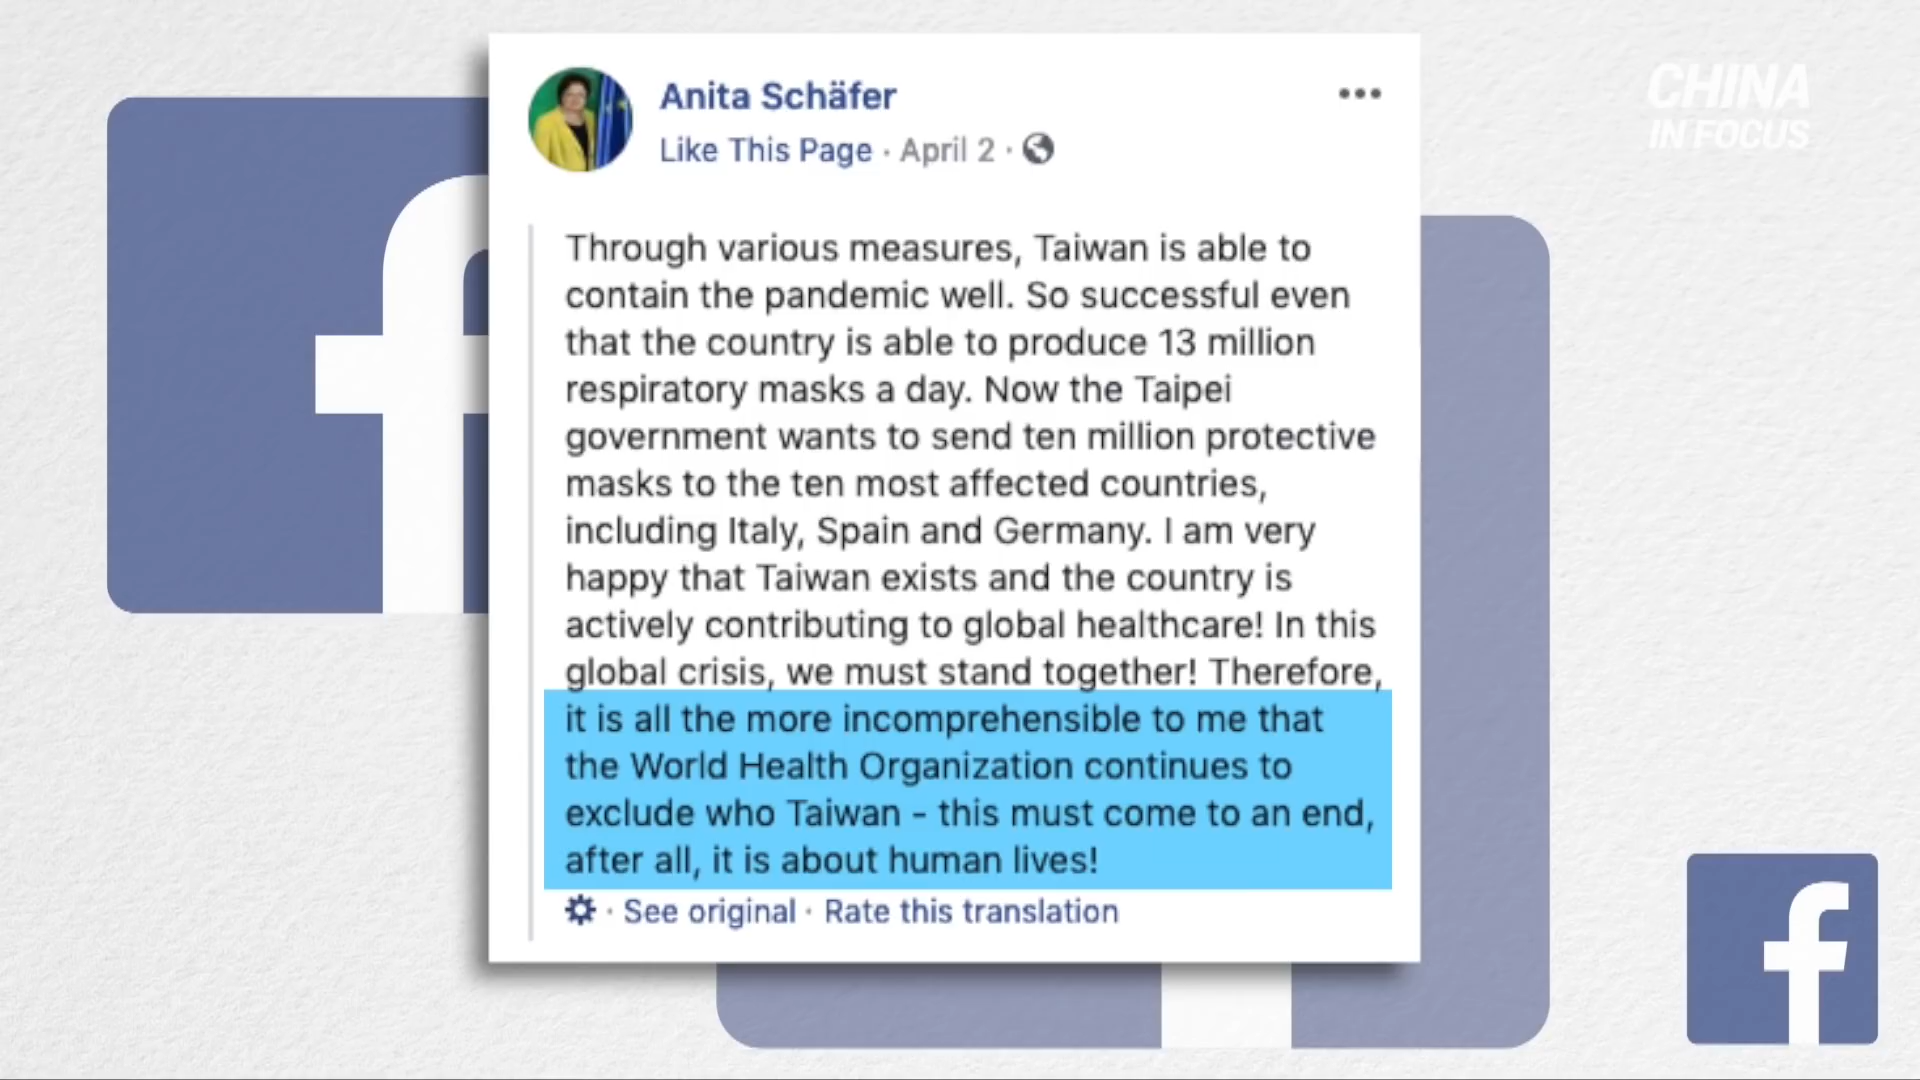 CHINA
IN FOCUS
Anita Schäfer
Like This Page · April 2 ·
Through various measures, Taiwan is able to
contain the pandemic well. So successful even
that the country is able to produce 13 million
respiratory masks a day. Now the Taipei
government wants to send ten million protective
masks to the ten most affected countries,
including Italy, Spain and Germany. I am very
happy that Taiwan exists and the country is
actively contributing to global healthcare! In this
global crisis, we must stand together! Therefore,
it is all the more incomprehensible to me that
the World Health Organization continues to
exclude who Taiwan - this must come to an end,
after all, it is about human lives!
· See original · Rate this translation